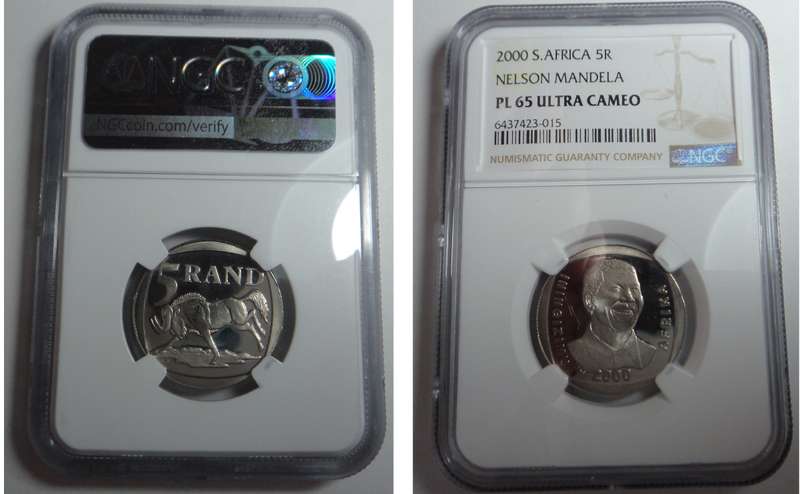 NGC
NGCcoin.com/verify
5 RAND
2000 S.AFRICA 5R
NELSON MANDELA
PL 65 ULTRA CAMEO
6437423-015
NUMISMATIC GUARANTY COMPANY
NGC
AFRIKA
2000